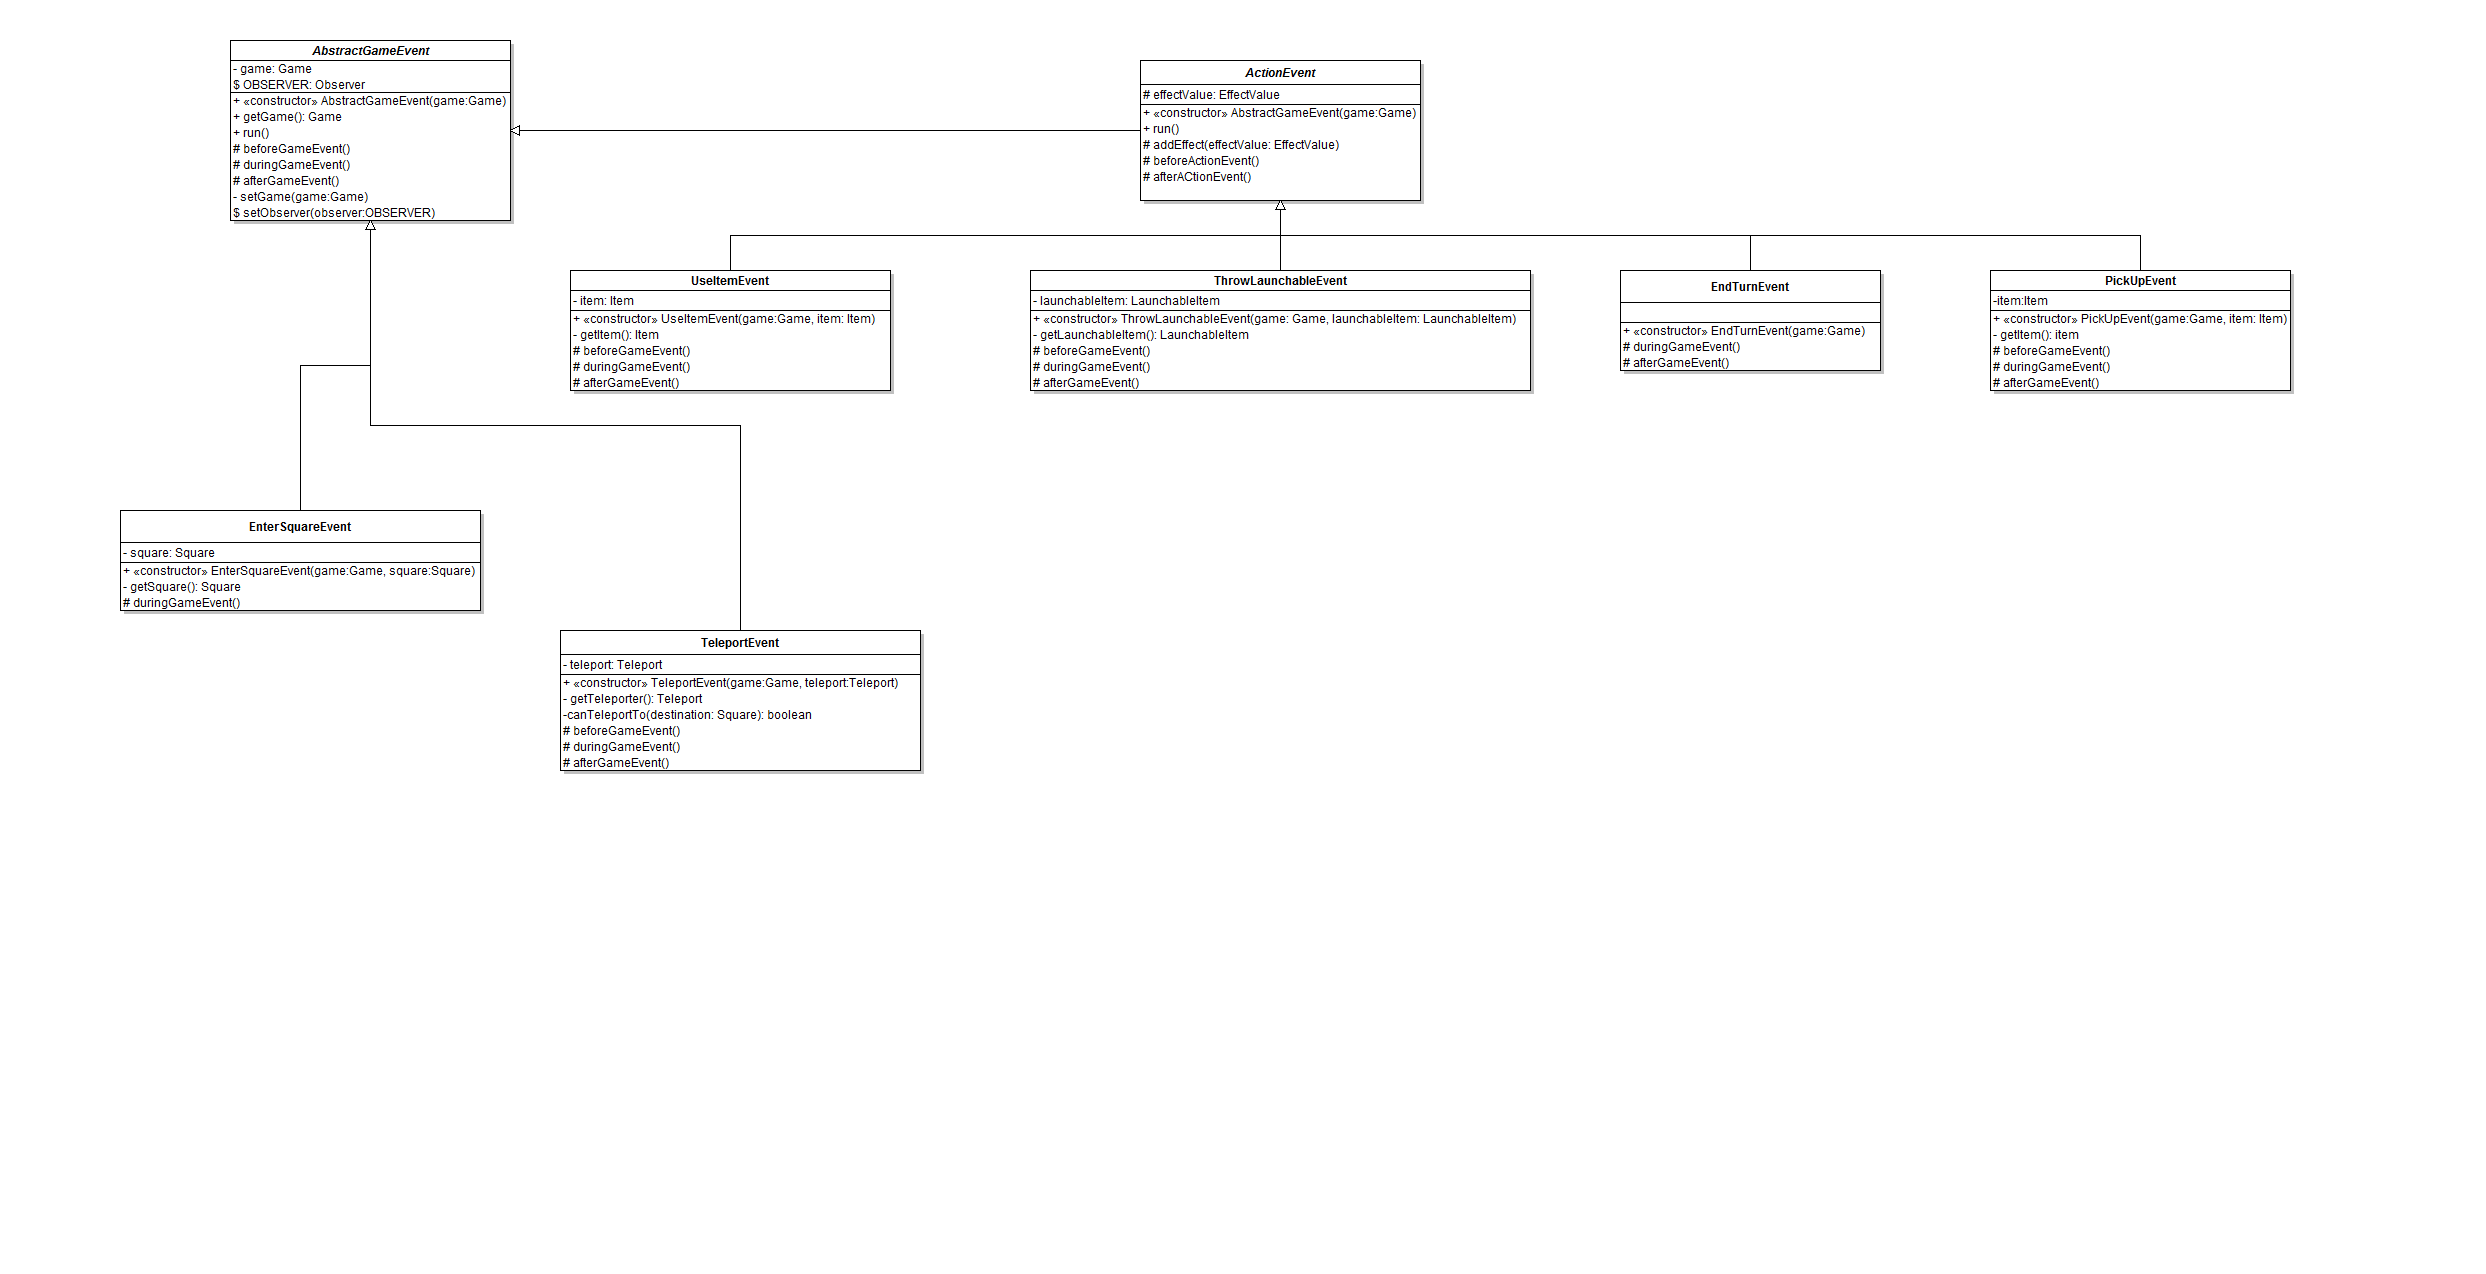 AbstractGameEvent
- game: Game
$ OBSERVER: Observer
+ «constructor» AbstractGameEvent(game:Game)
+ getGame(): Game
+ run()
# beforeGameEvent()
# duringGameEvent()
# afterGameEvent()
- setGame(game:Game)
$ setObserver(observer:OBSERVER)
ActionEvent
# effectValue: EffectValue
+ «constructor» AbstractGameEvent(game:Game)
+ run()
# addEffect(effectValue: EffectValue)
# beforeActionEvent()
# afterACtionEvent()
UseItemEvent
- item: Item
+ «constructor» UseItemEvent(game:Game, item: Item)
- getItem(): Item
# beforeGameEvent()
# duringGameEvent()
# afterGameEvent()
ThrowLaunchableEvent
- launchableItem: LaunchableItem
+ «constructor» ThrowLaunchableEvent(game: Game, launchableItem: LaunchableItem)
- getLaunchableItem(): LaunchableItem
# beforeGameEvent()
# duringGameEvent()
# afterGameEvent()
EndTurnEvent
+ «constructor» EndTurnEvent(game:Game)
# duringGameEvent()
# afterGameEvent()
PickUpEvent
-item:Item
+ «constructor» PickUpEvent(game:Game, item: Item)
- getItem(): item
# beforeGameEvent()
# duringGameEvent()
# afterGameEvent()
EnterSquareEvent
- square: Square
+ «constructor» EnterSquareEvent(game:Game, square:Square)
- getSquare(): Square
# duringGameEvent()
TeleportEvent
- teleport: Teleport
+ «constructor» TeleportEvent(game:Game, teleport:Teleport)
- getTeleporter(): Teleport
-canTeleportTo(destination: Square): boolean
# beforeGameEvent()
# duringGameEvent()
# afterGameEvent()